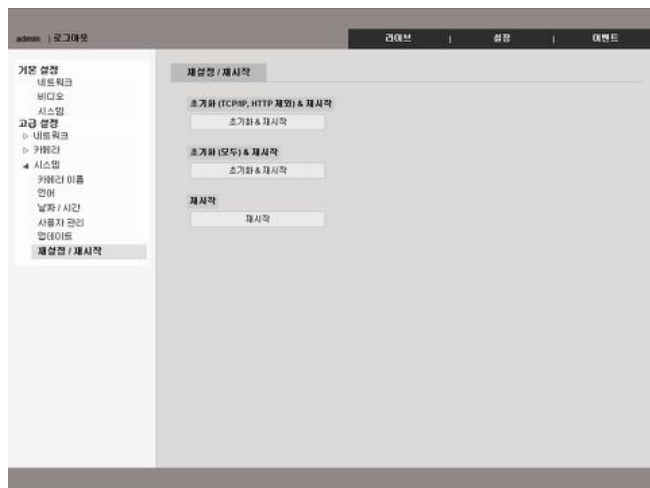 admin | 로그아웃
라이브 | 설정 | 이벤트
기본 설정
네트워크
비디오
시스템
고급 설정
▷ 네트워크
▷ 카메라
◢ 시스템
카메라 이름
언어
날짜 / 시간
사용자 관리
업데이트
재설정 / 재시작
재설정 / 재시작
초기화 (TCP/IP, HTTP 제외) & 재시작
초기화 & 재시작
초기화 (모두) & 재시작
초기화 & 재시작
재시작
재시작